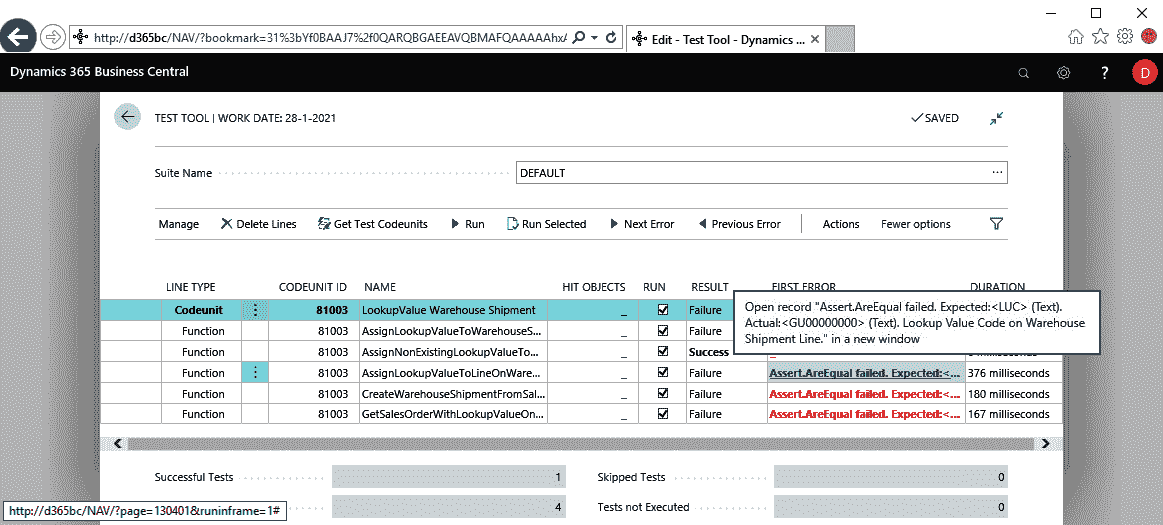 http://d365bc/NAV/?bookmark=31%3bYf0BAAJ7%2f0QARQBGAEEAVQBMAFQAAAAAhxA
Edit - Test Tool - Dynamics ...
Dynamics 365 Business Central
?
D
TEST TOOL | WORK DATE: 28-1-2021
SAVED
Suite Name
DEFAULT
Manage Delete Lines Get Test Codeunits Run Run Selected Next Error Previous Error Actions Fewer options
LINE TYPE CODEUNIT ID NAME HIT OBJECTS RUN RESULT FIRST ERROR DURATION
Codeunit 81003 LookupValue Warehouse Shipment _ Failure
Function 81003 AssignLookupValueToWarehouseS... _ Failure
Function 81003 AssignNonExistingLookupValueTo... _ Success
Function 81003 AssignLookupValueToLineOnWare... _ Failure Assert.AreEqual failed. Expected:<... 376 milliseconds
Function 81003 CreateWarehouseShipmentFromSal... _ Failure Assert.AreEqual failed. Expected:<... 180 milliseconds
Function 81003 GetSalesOrderWithLookupValueOn... _ Failure Assert.AreEqual failed. Expected:<... 167 milliseconds
Open record "Assert.AreEqual failed. Expected:<LUC> (Text).
Actual:<GU00000000> (Text). Lookup Value Code on Warehouse
Shipment Line." in a new window
Successful Tests 1 Skipped Tests 0
4 Tests not Executed 0
http://d365bc/NAV/?page=130401&runinframe=1#